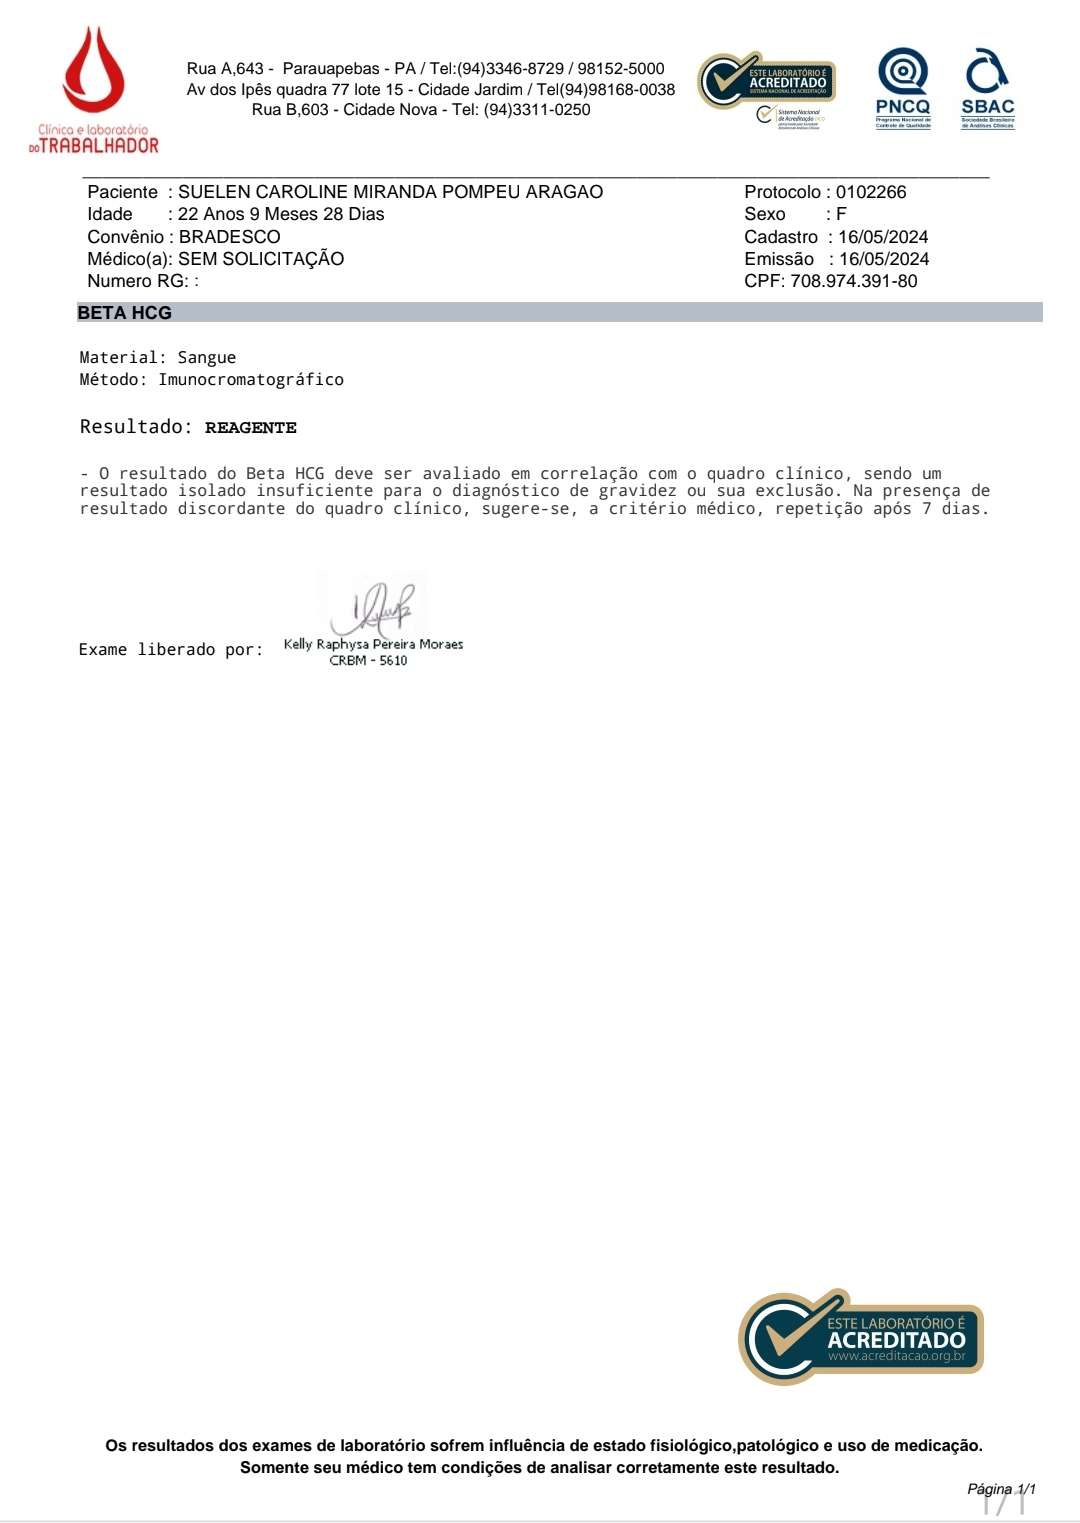 Clínica e laboratório
DO TRABALHADOR
Rua A,643 - Parauapebas - PA / Tel:(94)3346-8729 / 98152-5000
Av dos Ipês quadra 77 lote 15 - Cidade Jardim / Tel(94)98168-0038
Rua B,603 - Cidade Nova - Tel: (94)3311-0250
ESTE LABORATÓRIO É
ACREDITADO
SISTEMA NACIONAL DE ACREDITAÇÃO
Sistema Nacional
de Acreditação
PNCQ
Programa Nacional de
Controle de Qualidade
SBAC
Sociedade Brasileira
de Análises Clínicas
Paciente : SUELEN CAROLINE MIRANDA POMPEU ARAGAO Protocolo : 0102266
Idade : 22 Anos 9 Meses 28 Dias Sexo : F
Convênio : BRADESCO Cadastro : 16/05/2024
Médico(a): SEM SOLICITAÇÃO Emissão : 16/05/2024
Numero RG: : CPF: 708.974.391-80
BETA HCG
Material: Sangue
Método: Imunocromatográfico
Resultado: REAGENTE
- O resultado do Beta HCG deve ser avaliado em correlação com o quadro clínico, sendo um
resultado isolado insuficiente para o diagnóstico de gravidez ou sua exclusão. Na presença de
resultado discordante do quadro clínico, sugere-se, a critério médico, repetição após 7 dias.
Exame liberado por: Kelly Raphysa Pereira Moraes
CRBM - 5610
ESTE LABORATÓRIO É
ACREDITADO
www.acreditacao.org.br
Os resultados dos exames de laboratório sofrem influência de estado fisiológico,patológico e uso de medicação.
Somente seu médico tem condições de analisar corretamente este resultado.
Página 1/1
1/1